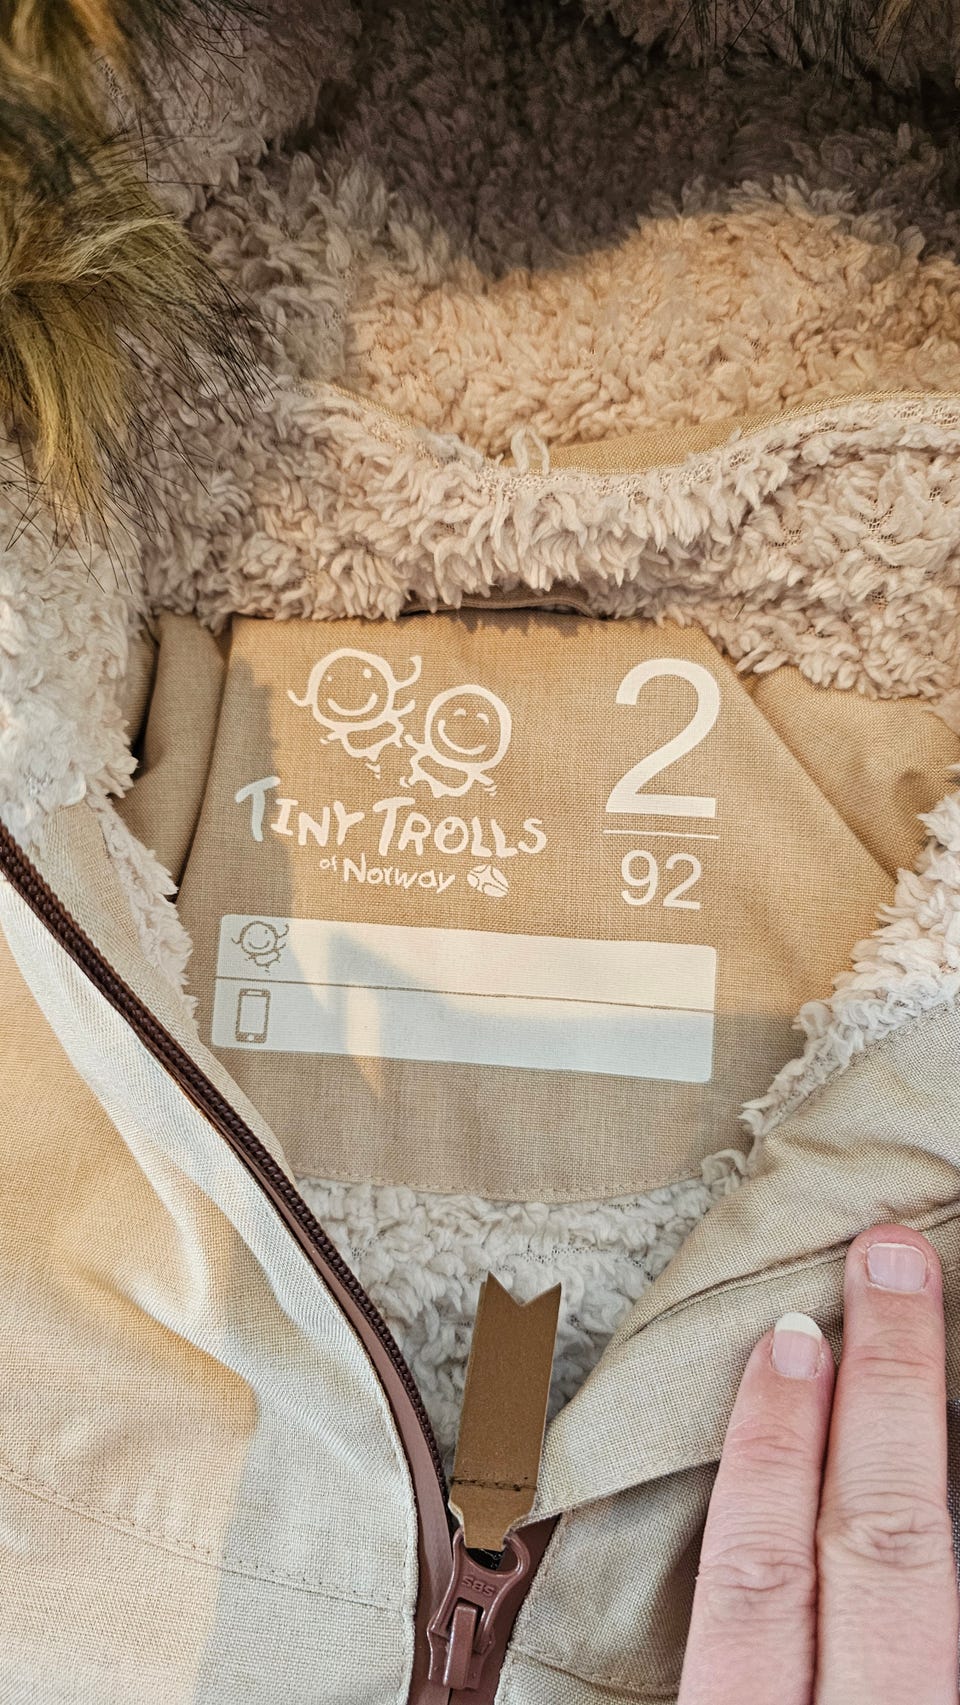 TINY TROLLS
of Norway
2
92
SBS